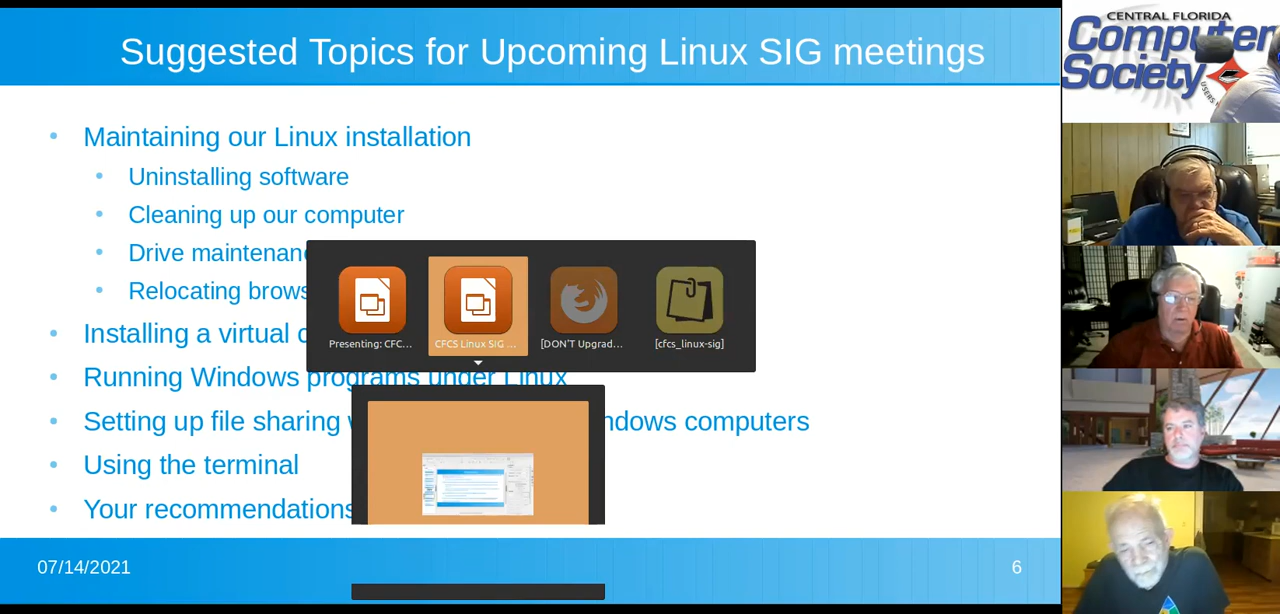 Suggested Topics for Upcoming Linux SIG meetings
CENTRAL FLORIDA
Computer
Society
USERS
• Maintaining our Linux installation
• Uninstalling software
• Cleaning up our computer
• Drive maintenan
• Relocating brows
Presenting: CFC...
CFCS Linux SIG ...
[DON'T Upgrad...
[cfcs_linux-sig]
• Installing a virtual
• Running Windows programs under Linux
• Setting up file sharing ndows computers
• Using the terminal
• Your recommendations
07/14/2021
6